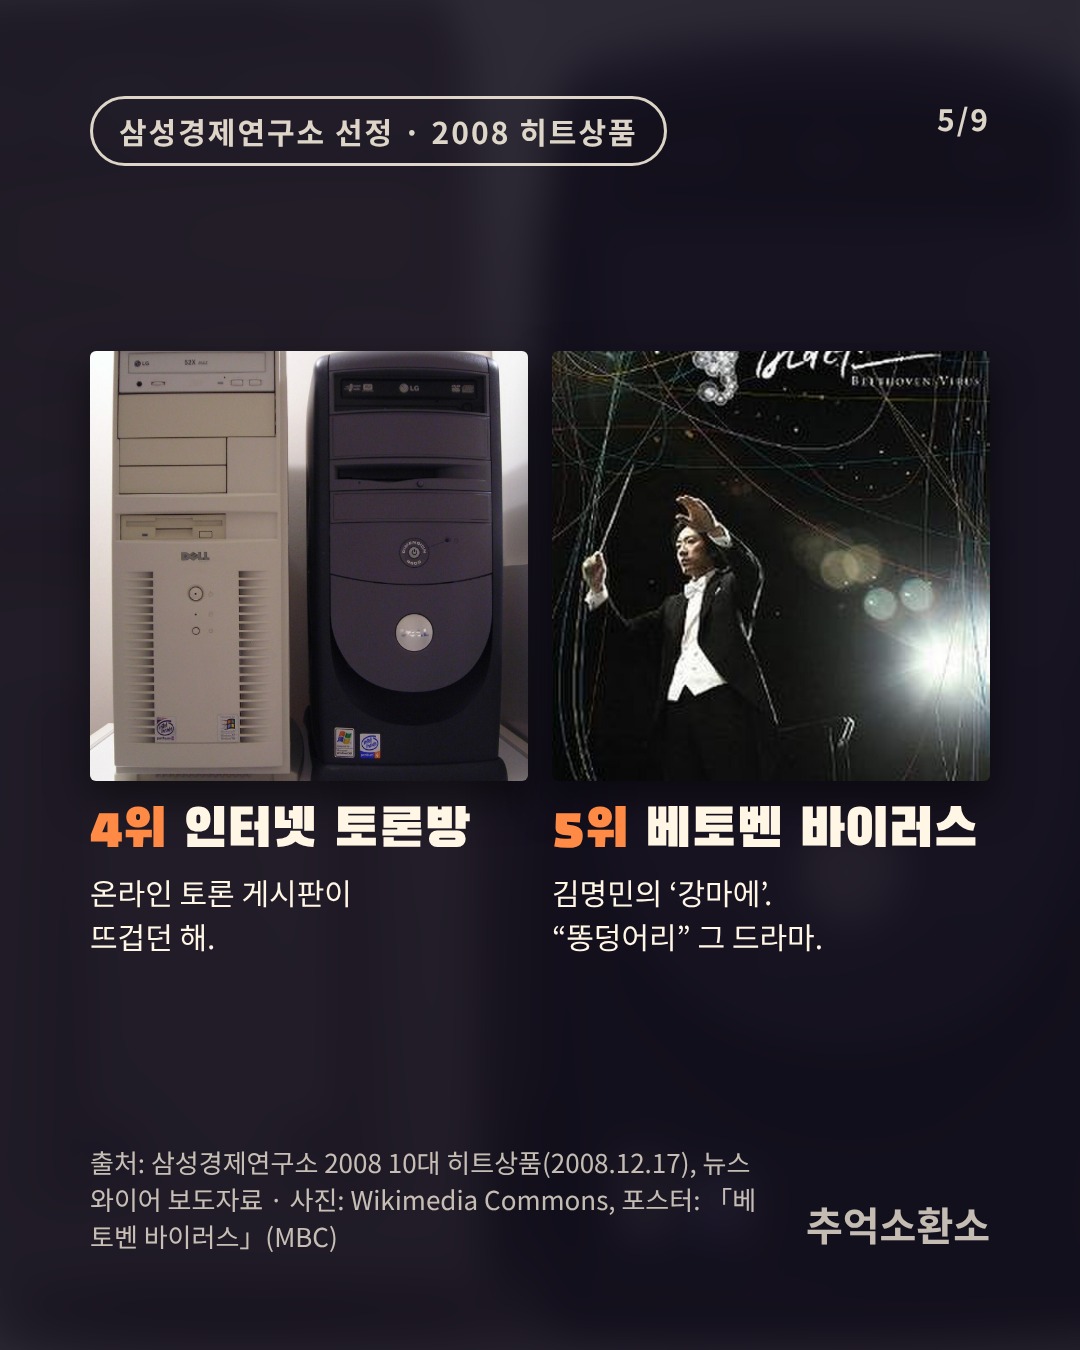 삼성경제연구소 선정 · 2008 히트상품
5/9
LG
52X max
LG
DELL
BEETHOVEN VIRUS
4위 인터넷 토론방
5위 베토벤 바이러스
온라인 토론 게시판이
뜨겁던 해.
김명민의 ‘강마에’.
“똥덩어리” 그 드라마.
출처: 삼성경제연구소 2008 10대 히트상품(2008.12.17), 뉴스
와이어 보도자료 · 사진: Wikimedia Commons, 포스터: 「베
토벤 바이러스」(MBC)
추억소환소